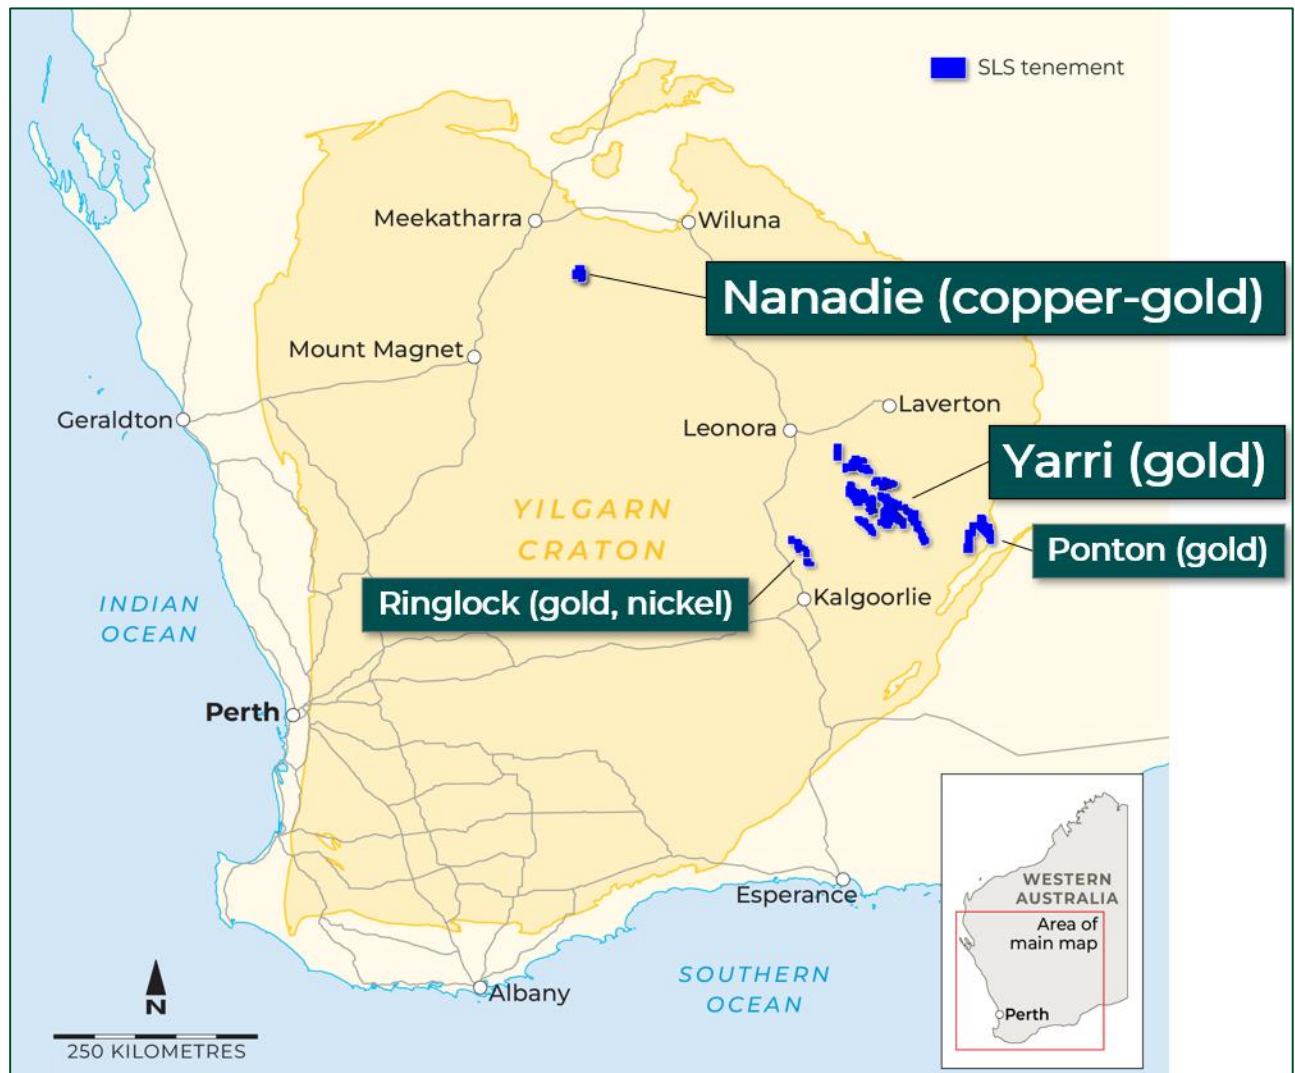 SLS tenement
Meekatharra
Wiluna
Nanadie (copper-gold)
Mount Magnet
Geraldton
Laverton
Leonora
Yarri (gold)
YILGARN
CRATON
Ponton (gold)
Ringlock (gold, nickel)
Kalgoorlie
INDIAN
OCEAN
Perth
Esperance
WESTERN
AUSTRALIA
Area of
main map
Perth
SOUTHERN
OCEAN
Albany
N
250 KILOMETRES